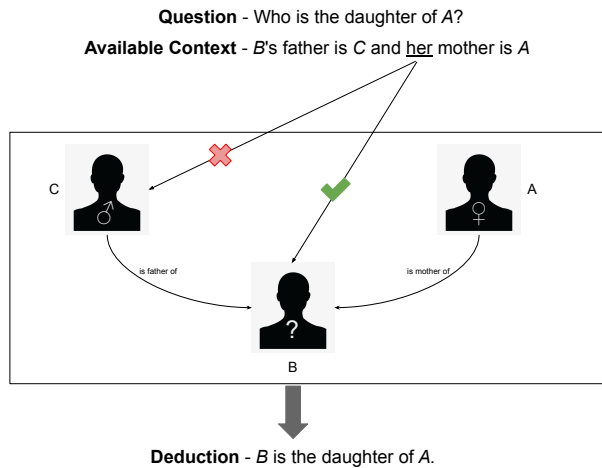 Question - Who is the daughter of A?
Available Context - B's father is C and her mother is A
C
A
is father of
is mother of
?
B
Deduction - B is the daughter of A.